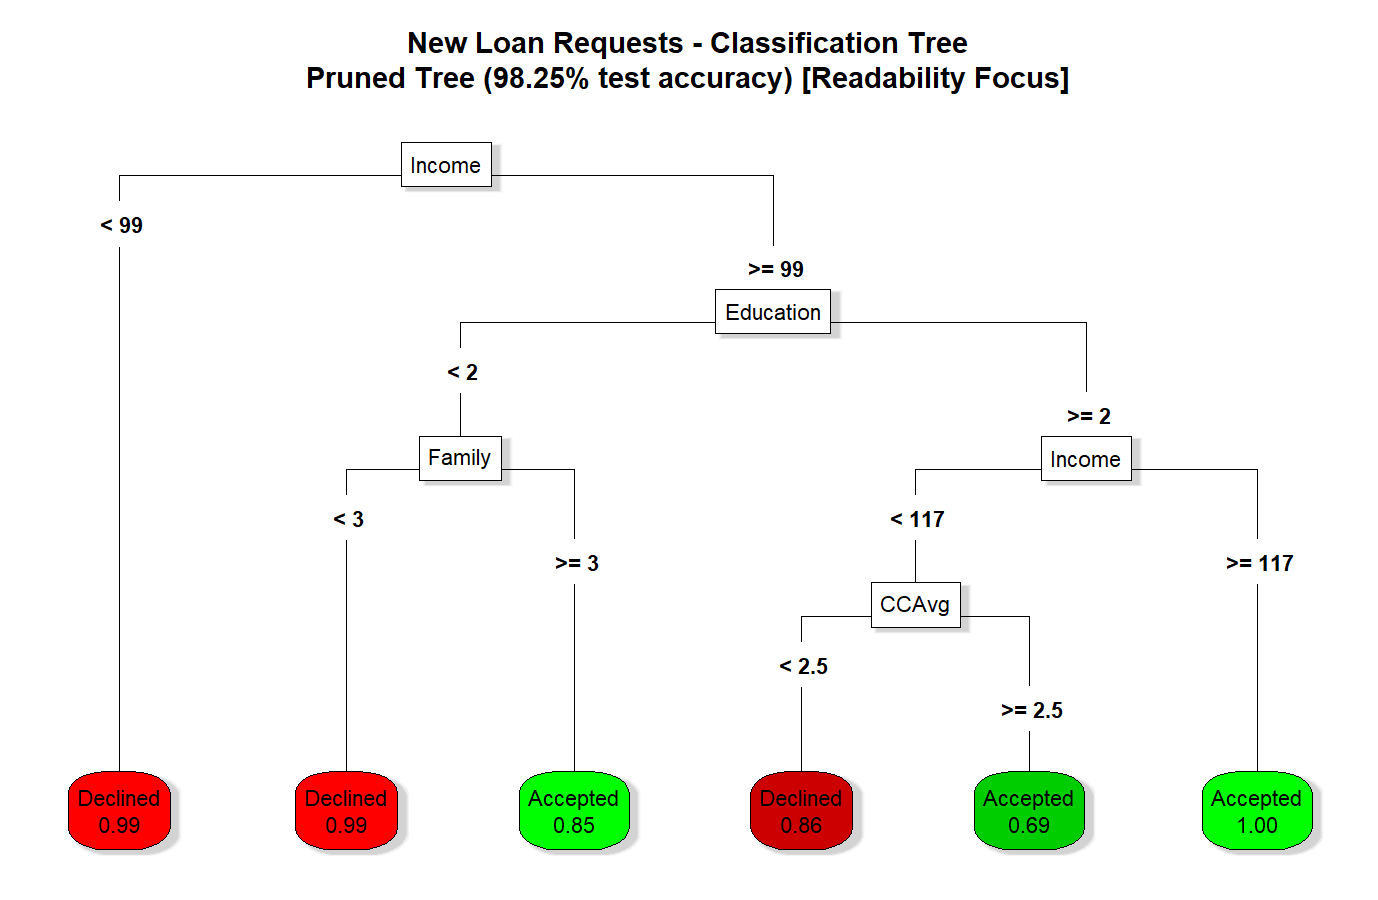 New Loan Requests - Classification Tree
Pruned Tree (98.25% test accuracy) [Readability Focus]
Income
< 99
>= 99
Education
< 2
>= 2
Family
Income
< 3
>= 3
< 117
>= 117
CCAvg
< 2.5
>= 2.5
Declined
0.99
Declined
0.99
Accepted
0.85
Declined
0.86
Accepted
0.69
Accepted
1.00